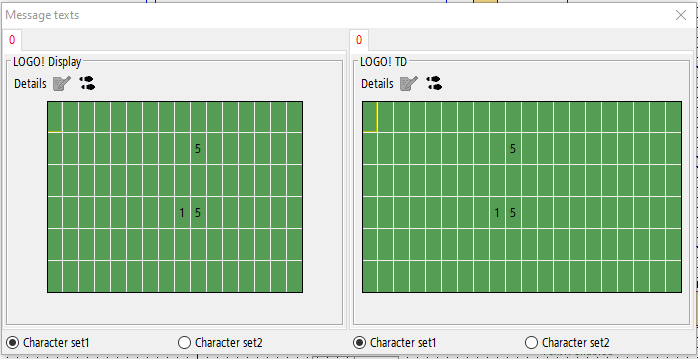 Message texts
0
0
LOGO! Display
LOGO! TD
Details
Details
5
5
1 5
1 5
Character set1
Character set2
Character set1
Character set2